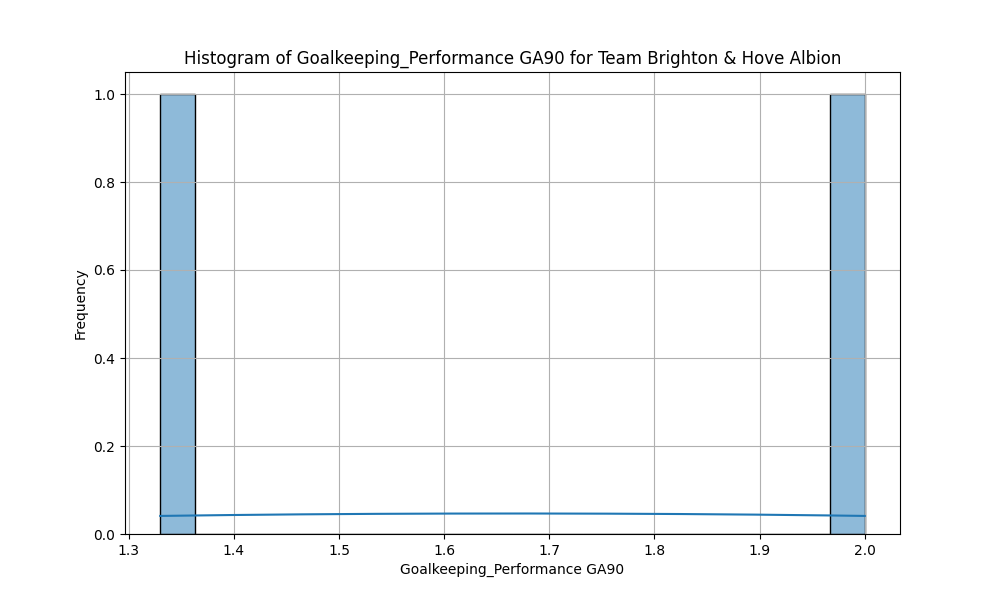 Histogram of Goalkeeping_Performance GA90 for Team Brighton & Hove Albion
1.0
0.8
0.6
0.4
0.2
0.0
Frequency
1.3 1.4 1.5 1.6 1.7 1.8 1.9 2.0
Goalkeeping_Performance GA90